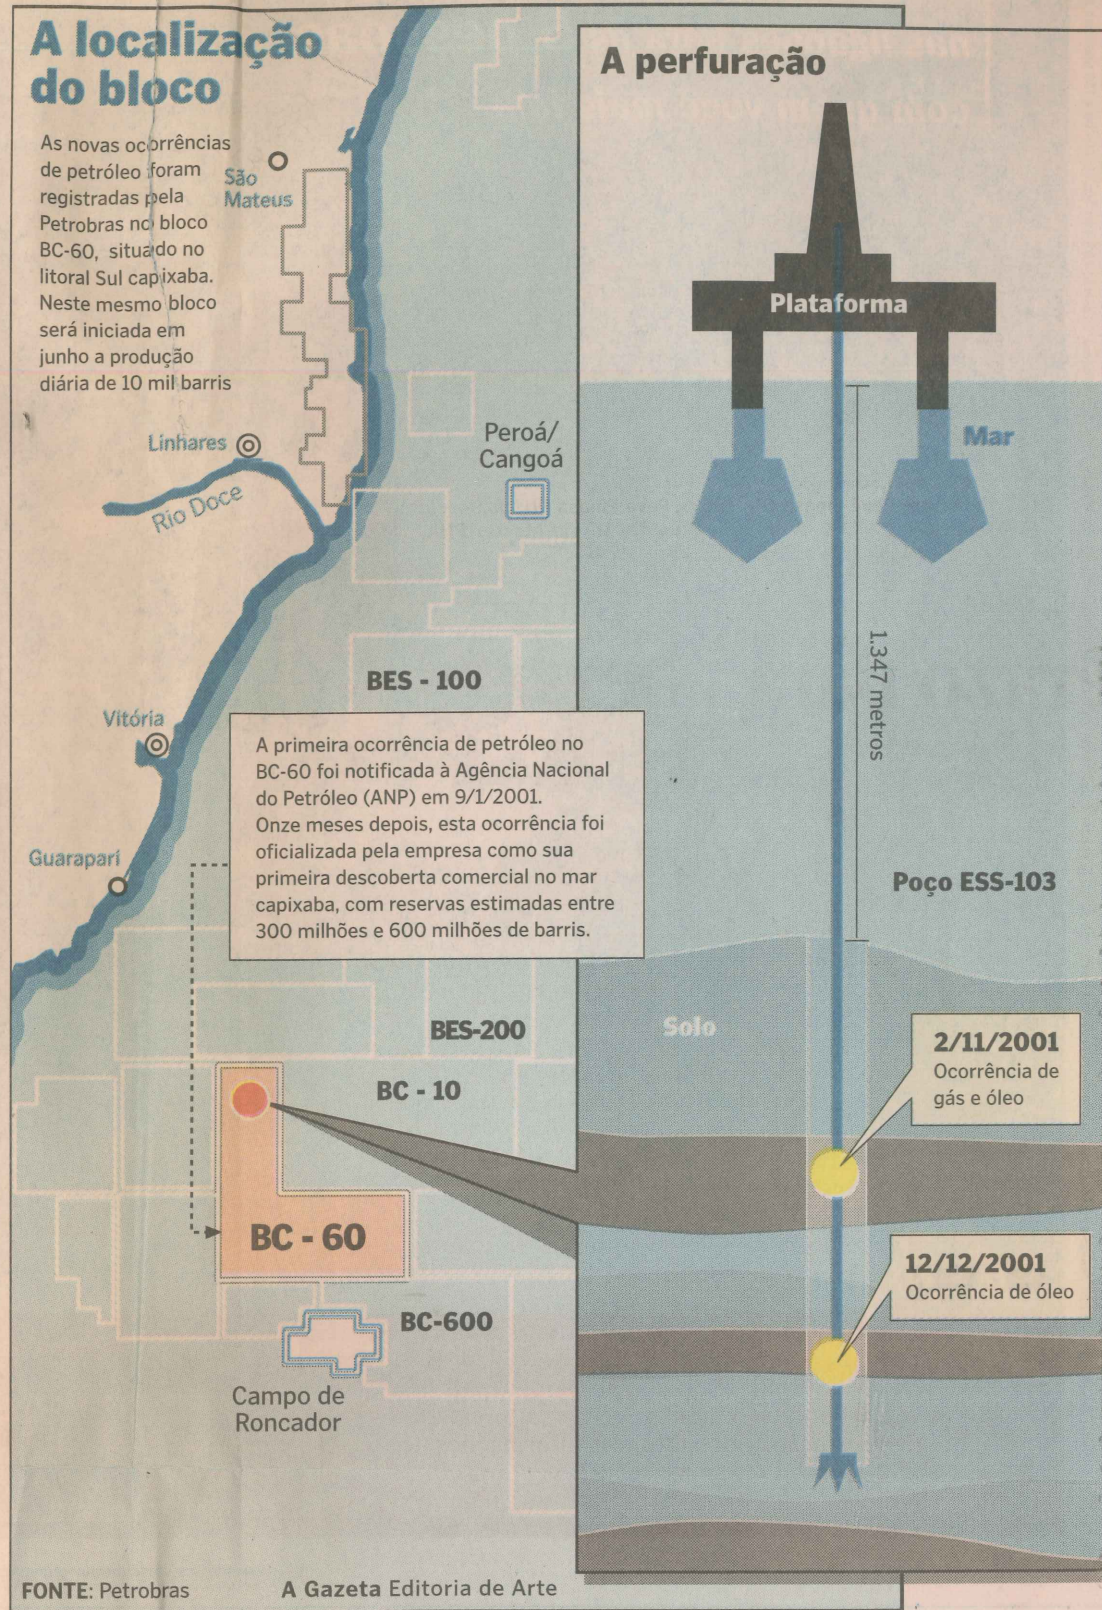 A localização
do bloco
As novas ocorrências
de petróleo foram
registradas pela
Petrobras no bloco
BC-60, situado no
litoral Sul capixaba.
Neste mesmo bloco
será iniciada em
junho a produção
diária de 10 mil barris
São
Mateus
Linhares
Rio Doce
Peroá/
Cangoá
BES - 100
Vitória
A primeira ocorrência de petróleo no
BC-60 foi notificada à Agência Nacional
do Petróleo (ANP) em 9/1/2001.
Onze meses depois, esta ocorrência foi
oficializada pela empresa como sua
primeira descoberta comercial no mar
capixaba, com reservas estimadas entre
300 milhões e 600 milhões de barris.
Guarapari
BES-200
BC - 10
BC - 60
BC-600
Campo de
Roncador
FONTE: Petrobras
A Gazeta Editoria de Arte
A perfuração
Plataforma
Mar
1.347 metros
Poço ESS-103
Solo
2/11/2001
Ocorrência de
gás e óleo
12/12/2001
Ocorrência de óleo